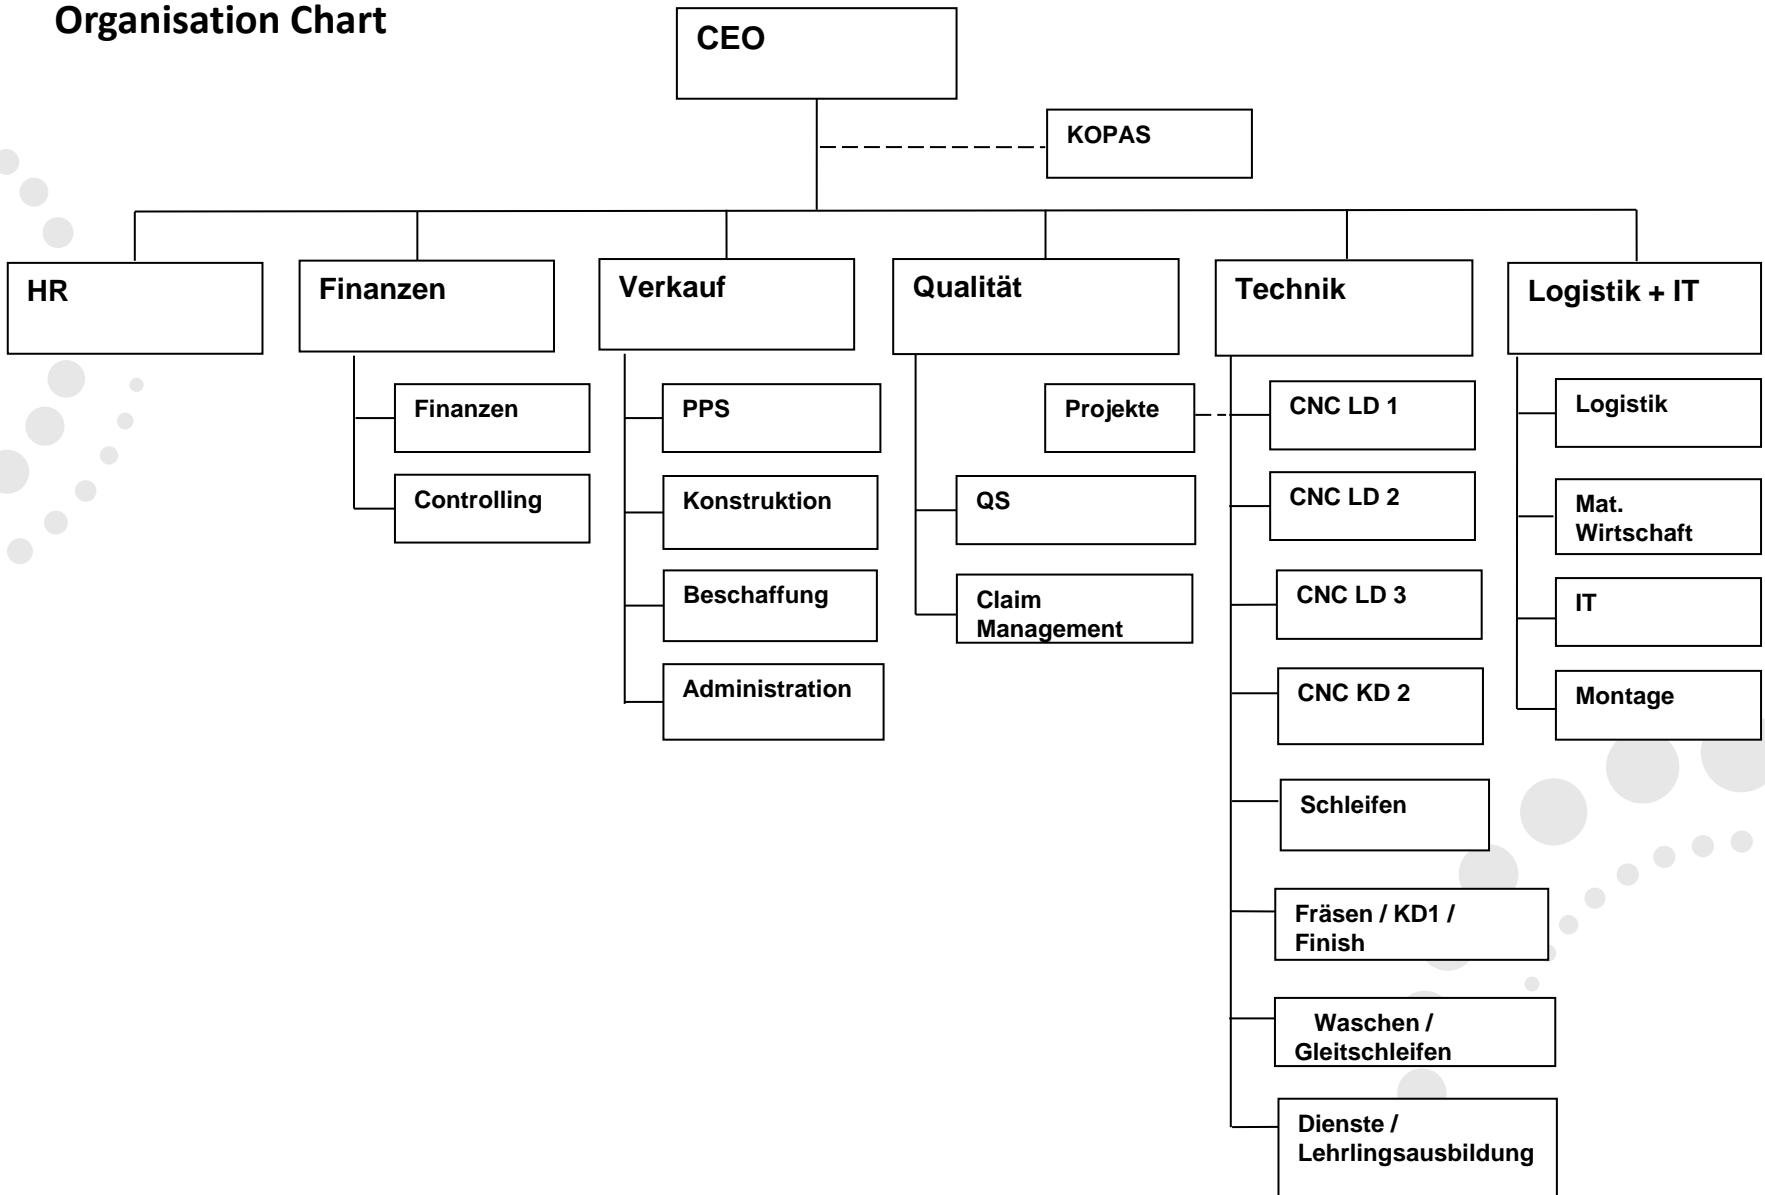 Organisation Chart
CEO
KOPAS
HR
Finanzen
Verkauf
Qualität
Technik
Logistik + IT
Finanzen
Controlling
PPS
Konstruktion
Beschaffung
Administration
QS
Claim
Management
Projekte
CNC LD 1
CNC LD 2
CNC LD 3
CNC KD 2
Schleifen
Fräsen / KD1 /
Finish
Waschen /
Gleitschleifen
Dienste /
Lehrlingsausbildung
Logistik
Mat.
Wirtschaft
IT
Montage